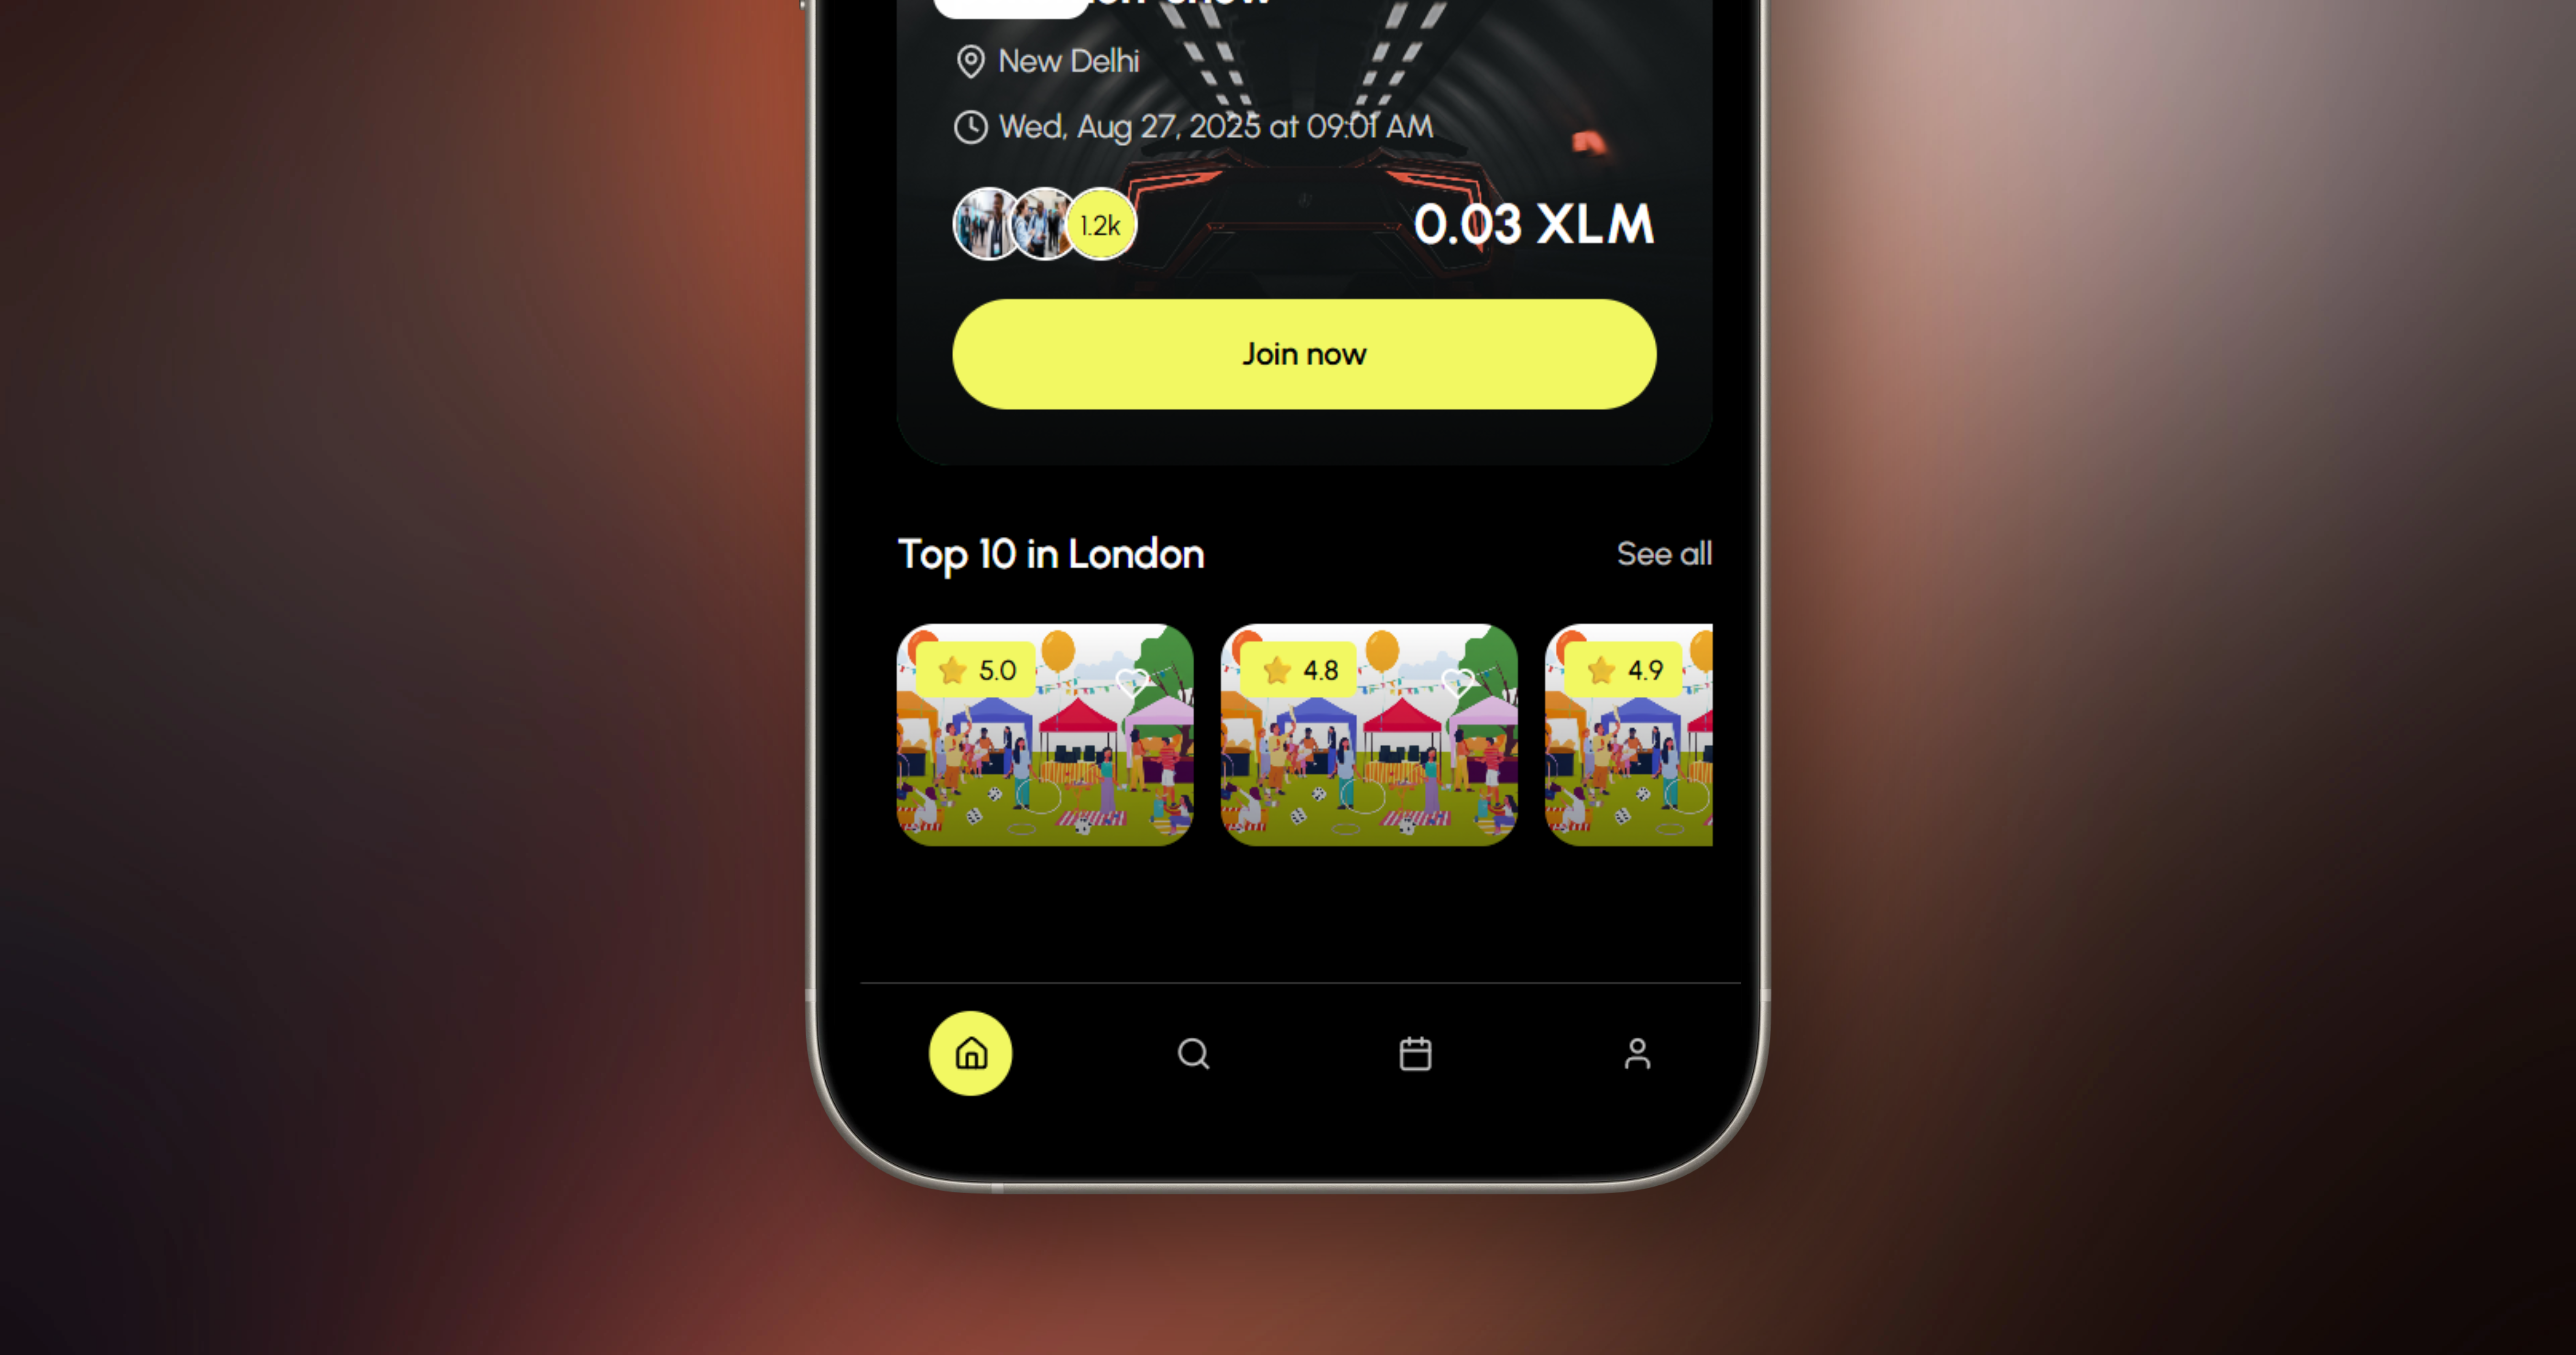 New Delhi
Wed, Aug 27, 2025 at 09:01 AM
1.2k
0.03 XLM
Join now
Top 10 in London
See all
5.0
4.8
4.9